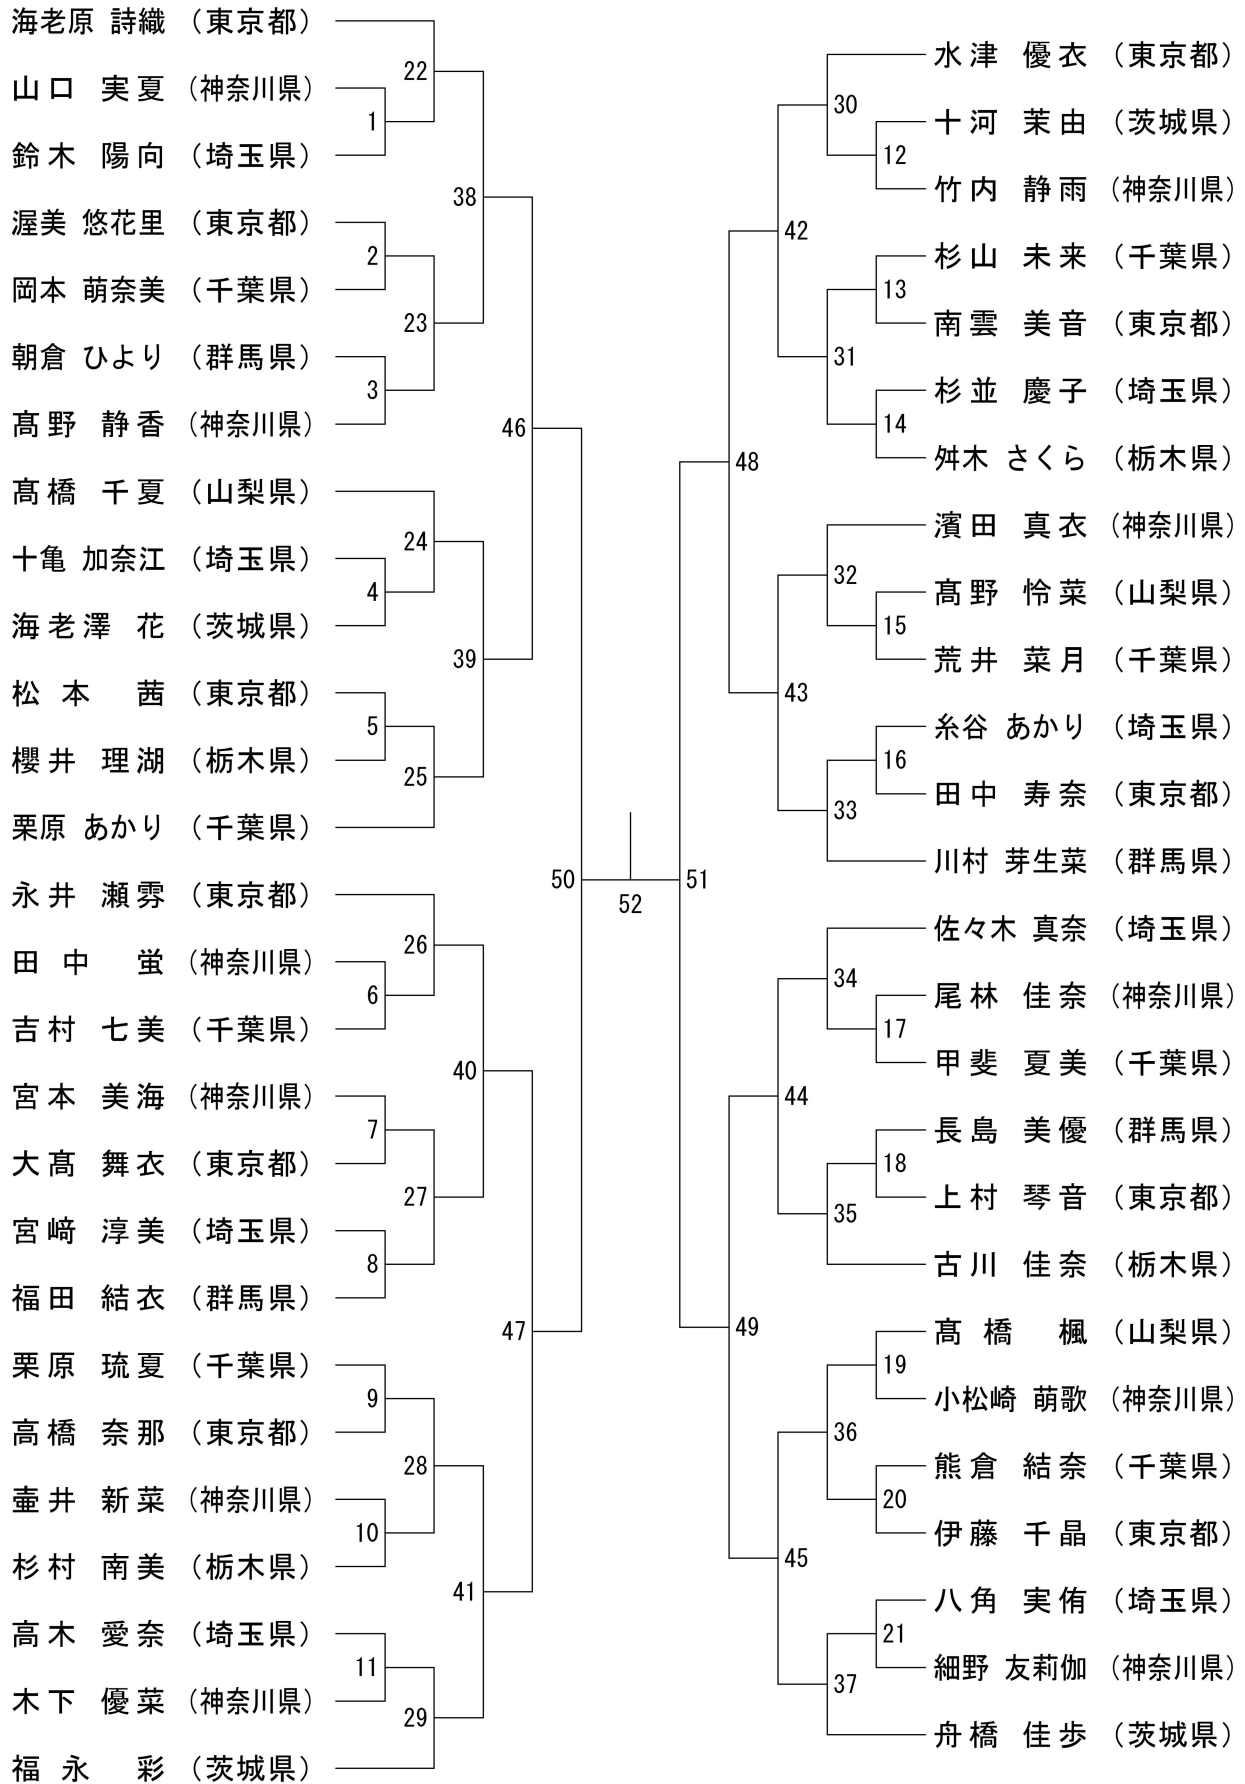 海老原 詩織 (東京都)
山口 実夏 (神奈川県)
鈴木 陽向 (埼玉県)
渥美 悠花里 (東京都)
岡本 萌奈美 (千葉県)
朝倉 ひより (群馬県)
髙野 静香 (神奈川県)
髙橋 千夏 (山梨県)
十亀 加奈江 (埼玉県)
海老澤 花 (茨城県)
松本 茜 (東京都)
櫻井 理湖 (栃木県)
栗原 あかり (千葉県)
永井 瀬雰 (東京都)
田中 蛍 (神奈川県)
吉村 七美 (千葉県)
宮本 美海 (神奈川県)
大髙 舞衣 (東京都)
宮﨑 淳美 (埼玉県)
福田 結衣 (群馬県)
栗原 琉夏 (千葉県)
高橋 奈那 (東京都)
壷井 新菜 (神奈川県)
杉村 南美 (栃木県)
高木 愛奈 (埼玉県)
木下 優菜 (神奈川県)
福永 彩 (茨城県)
1
2
3
4
5
6
7
8
9
10
11
22
23
24
25
26
27
28
29
38
39
40
41
46
47
50
52
51
48
49
42
43
44
45
30
31
32
33
34
35
36
37
12
13
14
15
16
17
18
19
20
21
水津 優衣 (東京都)
十河 茉由 (茨城県)
竹内 静雨 (神奈川県)
杉山 未来 (千葉県)
南雲 美音 (東京都)
杉並 慶子 (埼玉県)
舛木 さくら (栃木県)
濱田 真衣 (神奈川県)
髙野 怜菜 (山梨県)
荒井 菜月 (千葉県)
糸谷 あかり (埼玉県)
田中 寿奈 (東京都)
川村 芽生菜 (群馬県)
佐々木 真奈 (埼玉県)
尾林 佳奈 (神奈川県)
甲斐 夏美 (千葉県)
長島 美優 (群馬県)
上村 琴音 (東京都)
古川 佳奈 (栃木県)
髙橋 楓 (山梨県)
小松崎 萌歌 (神奈川県)
熊倉 結奈 (千葉県)
伊藤 千晶 (東京都)
八角 実侑 (埼玉県)
細野 友莉伽 (神奈川県)
舟橋 佳歩 (茨城県)